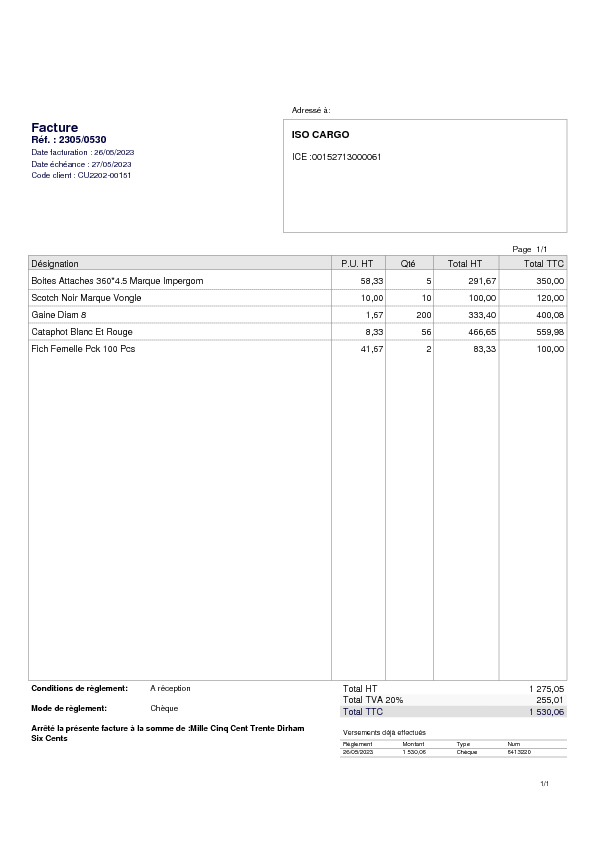 Adressé à:
Facture
Réf. : 2305/0530
Date facturation : 26/05/2023
Date échéance : 27/05/2023
Code client : CU2202-00151
ISO CARGO
ICE :00152713000061
Page 1/1
Désignation P.U. HT Qté Total HT Total TTC
Boites Attaches 360*4.5 Marque Impergom 58,33 5 291,67 350,00
Scotch Noir Marque Vongle 10,00 10 100,00 120,00
Gaine Diam 8 1,67 200 333,40 400,08
Cataphot Blanc Et Rouge 8,33 56 466,65 559,98
Fich Femelle Pck 100 Pcs 41,67 2 83,33 100,00
Conditions de règlement: A réception
Total HT 1 275,05
Total TVA 20% 255,01
Mode de règlement: Chèque
Total TTC 1 530,06
Arrêté la présente facture à la somme de :Mille Cinq Cent Trente Dirham
Six Cents
Versements déjà effectués
Règlement Montant Type Num
26/05/2023 1 530,06 Chèque 6413220
1/1